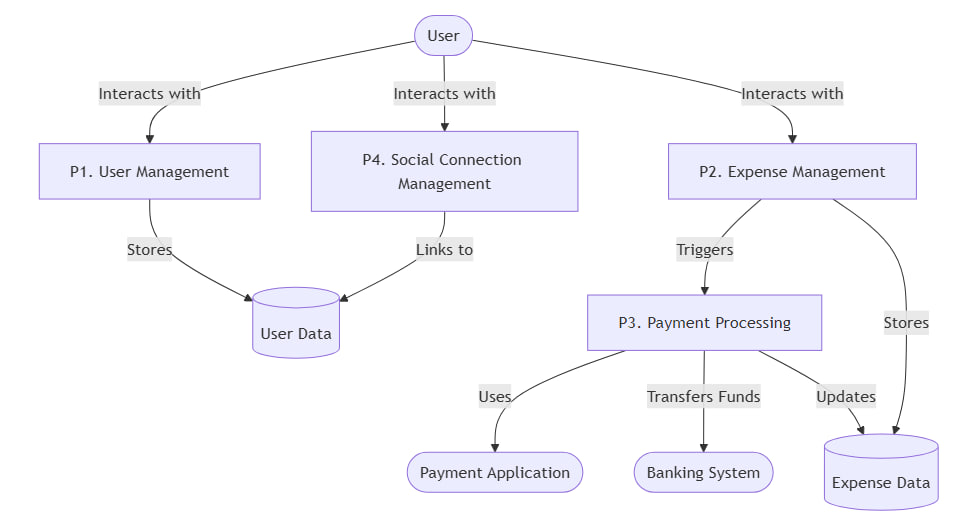 User
Interacts with
Interacts with
Interacts with
P1. User Management
P4. Social Connection
Management
P2. Expense Management
Stores
Links to
Triggers
P3. Payment Processing
Stores
User Data
Uses
Transfers Funds
Updates
Payment Application
Banking System
Expense Data